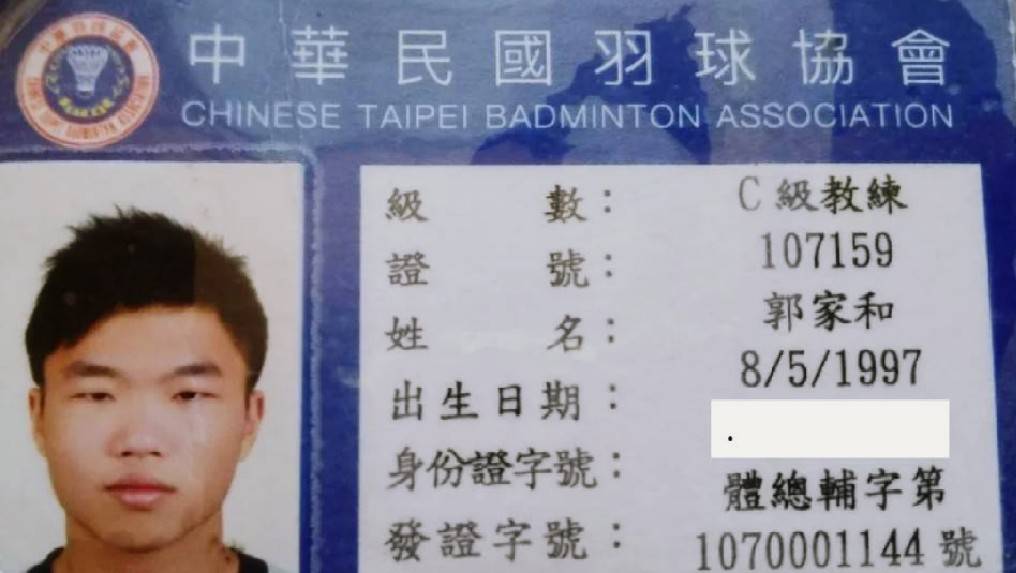 中華民國羽球協會
CHINESE TAIPEI BADMINTON ASSOCIATION
級數：C級教練
證號：107159
姓名：郭家和
出生日期：8/5/1997
身份證字號：
發證字號：體總輔字第
1070001144號